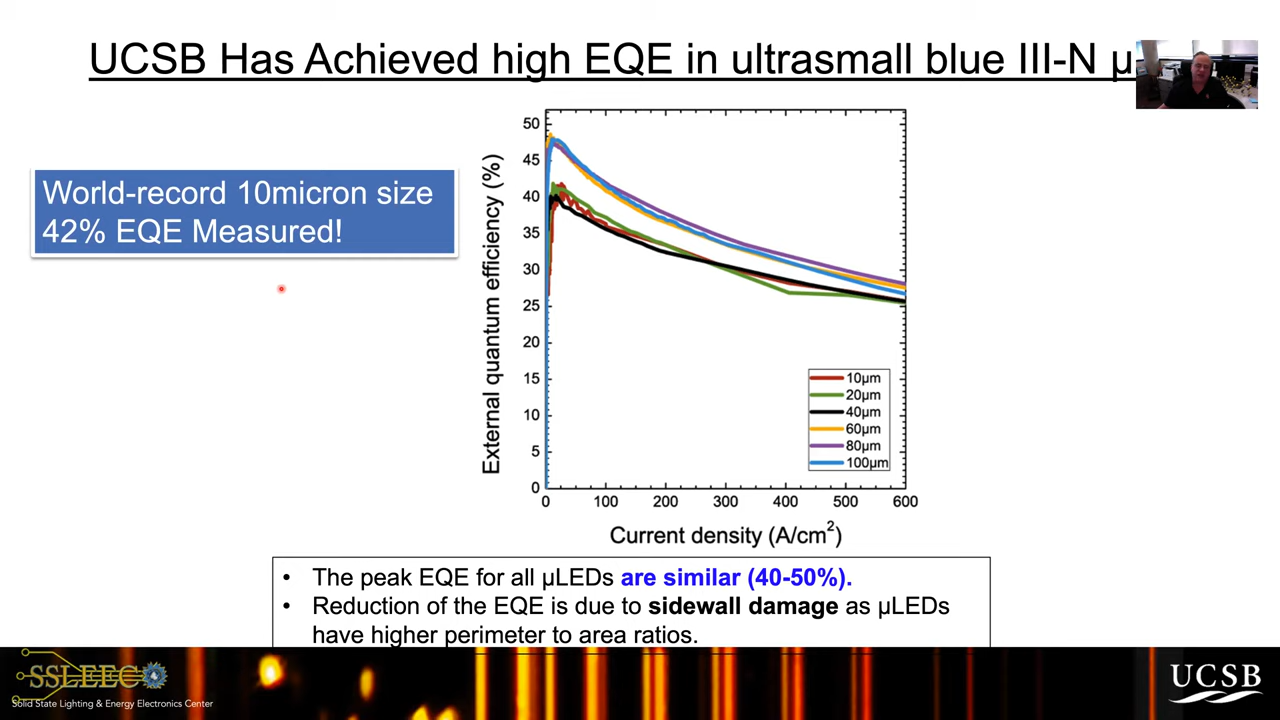 UCSB Has Achieved high EQE in ultrasmall blue III-N μ
World-record 10micron size
42% EQE Measured!
External quantum efficiency (%)
50
45
40
35
30
25
20
15
10
5
0
0 100 200 300 400 500 600
Current density (A/cm²)
10μm
20μm
40μm
60μm
80μm
100μm
• The peak EQE for all μLEDs are similar (40-50%).
• Reduction of the EQE is due to sidewall damage as μLEDs
have higher perimeter to area ratios.
SSLEEC
Solid State Lighting & Energy Electronics Center
UCSB